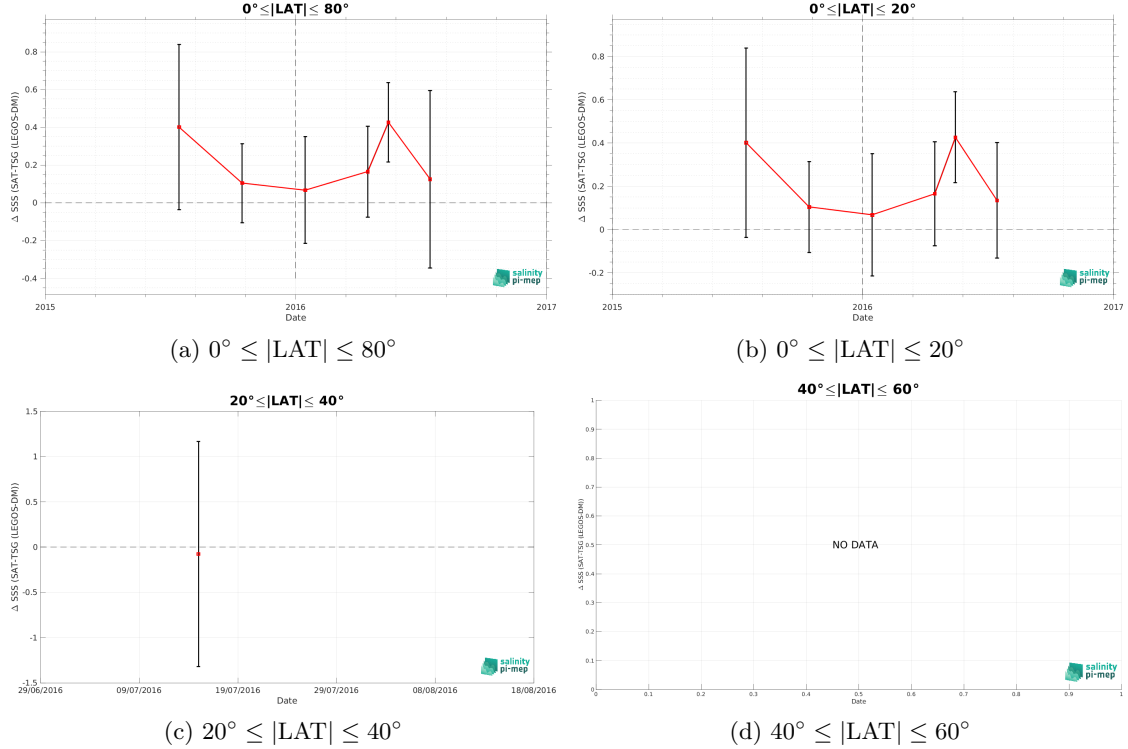 0°≤|LAT|≤ 80°
Δ SSS (SAT-TSG (LEGOS-DM))
0.8
0.6
0.4
0.2
0
-0.2
-0.4
2015
2016
2017
Date
salinity
pi-mep
(a) 0° ≤ |LAT| ≤ 80°
0°≤|LAT|≤ 20°
Δ SSS (SAT-TSG (LEGOS-DM))
0.8
0.6
0.4
0.2
0
-0.2
2015
2016
2017
Date
salinity
pi-mep
(b) 0° ≤ |LAT| ≤ 20°
20°≤|LAT|≤ 40°
Δ SSS (SAT-TSG (LEGOS-DM))
1.5
1
0.5
0
-0.5
-1
-1.5
29/06/2016
09/07/2016
19/07/2016
29/07/2016
08/08/2016
18/08/2016
Date
salinity
pi-mep
(c) 20° ≤ |LAT| ≤ 40°
40°≤|LAT|≤ 60°
Δ SSS (SAT-TSG (LEGOS-DM))
1
0.9
0.8
0.7
0.6
0.5
0.4
0.3
0.2
0.1
0
NO DATA
0
0.1
0.2
0.3
0.4
0.5
0.6
0.7
0.8
0.9
1
Date
salinity
pi-mep
(d) 40° ≤ |LAT| ≤ 60°